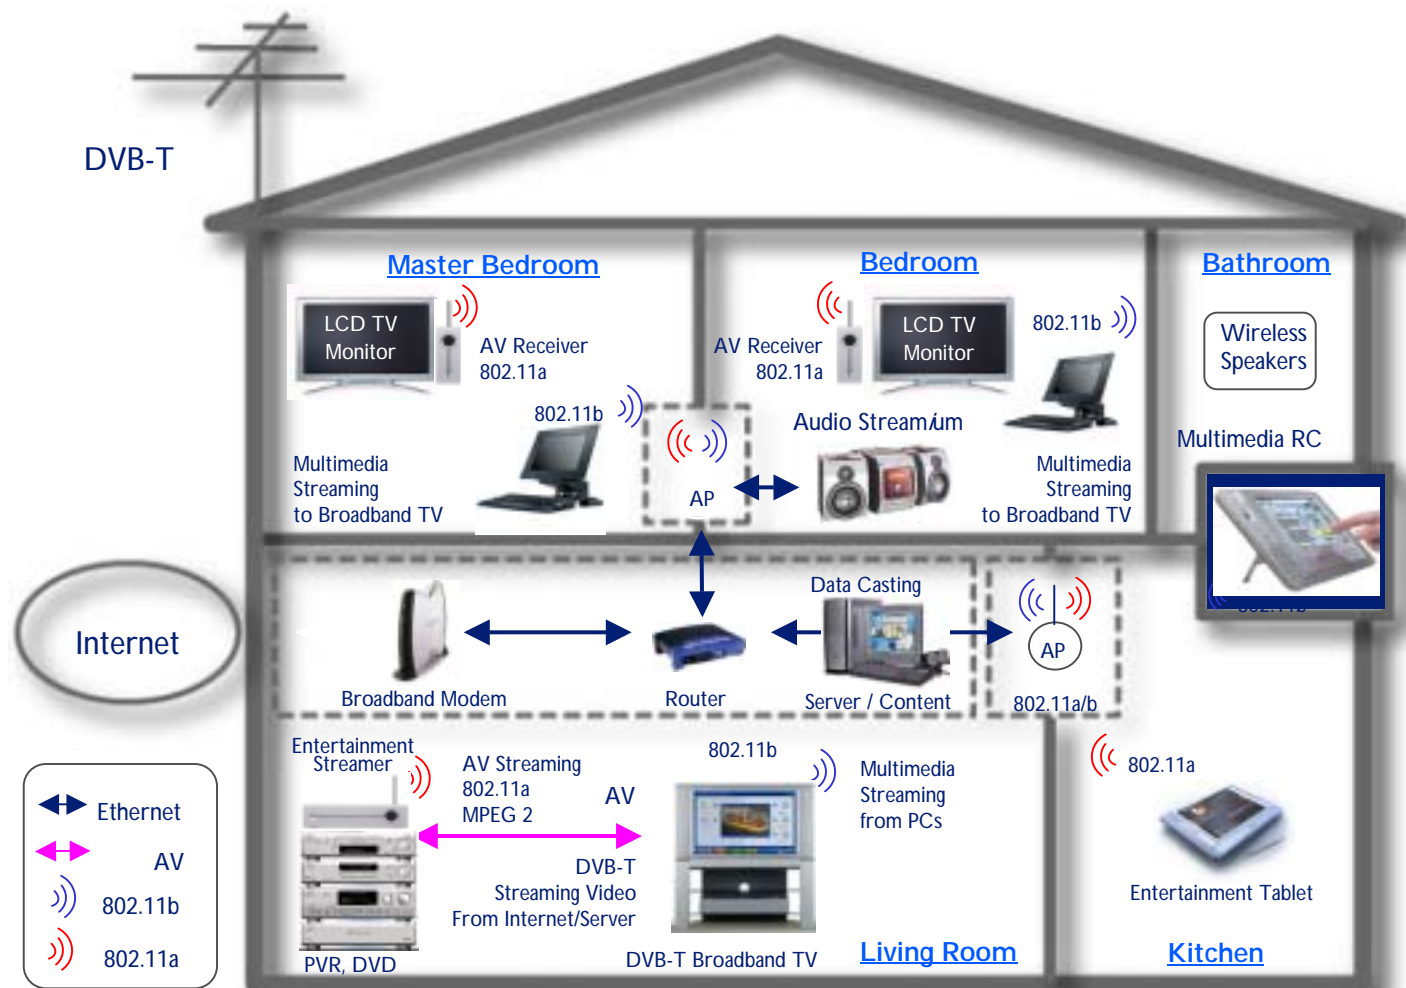 DVB-T
Master Bedroom
Bedroom
Bathroom
LCD TV
Monitor
AV Receiver
802.11a
802.11b
Multimedia
Streaming
to Broadband TV
AP
AV Receiver
802.11a
LCD TV
Monitor
802.11b
Audio Streamium
Multimedia
Streaming
to Broadband TV
Wireless
Speakers
Multimedia RC
802.11b
Internet
Broadband Modem
Router
Data Casting
Server / Content
AP
802.11a/b
Entertainment
Streamer
AV Streaming
802.11a
MPEG 2
AV
802.11b
Multimedia
Streaming
from PCs
DVB-T
Streaming Video
From Internet/Server
PVR, DVD
DVB-T Broadband TV
Living Room
802.11a
Entertainment Tablet
Kitchen
Ethernet
AV
802.11b
802.11a